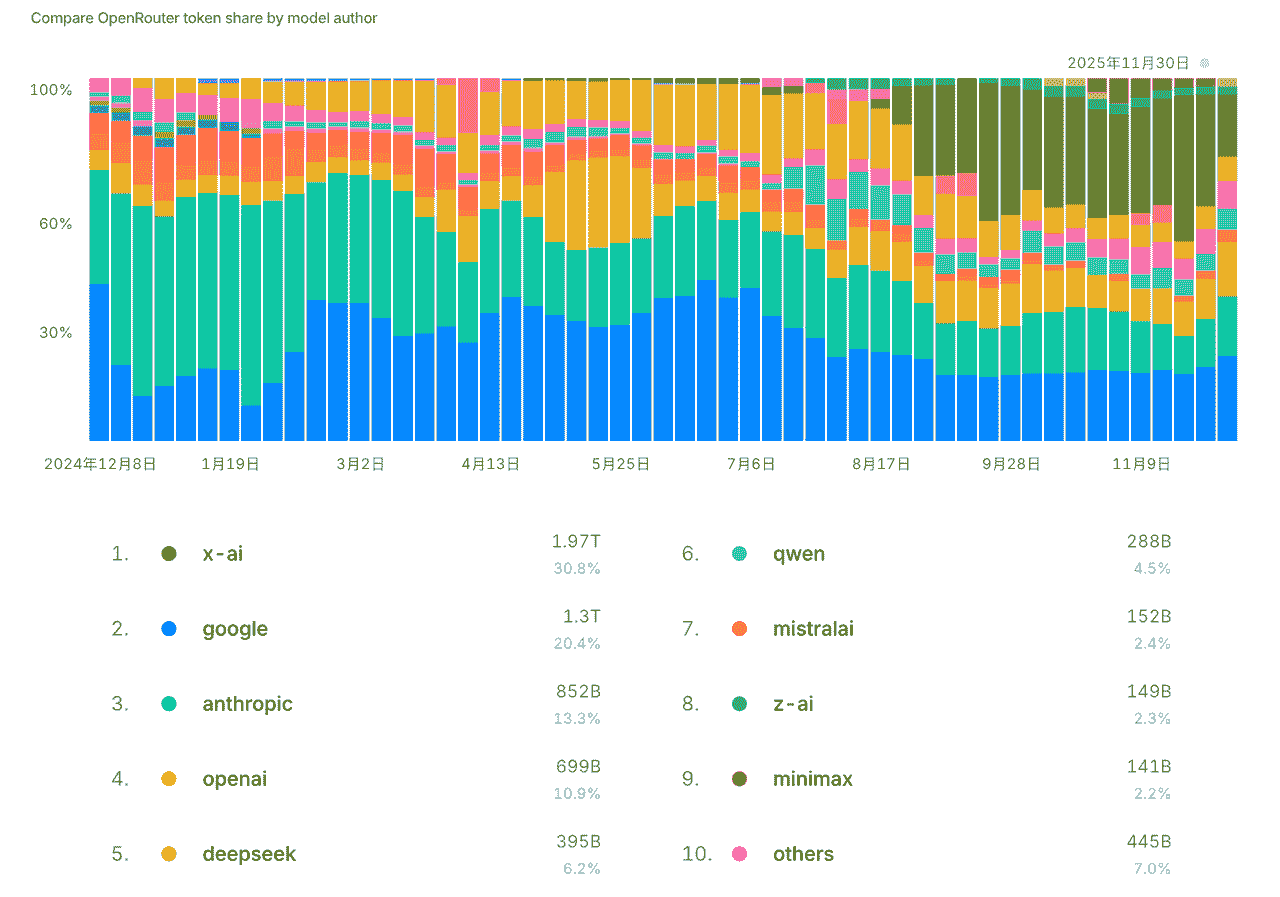 Compare OpenRouter token share by model author
2025年11月30日
100%
60%
30%
2024年12月8日 1月19日 3月2日 4月13日 5月25日 7月6日 8月17日 9月28日 11月9日
1. x-ai 1.97T
30.8%
2. google 1.3T
20.4%
3. anthropic 852B
13.3%
4. openai 699B
10.9%
5. deepseek 395B
6.2%
6. qwen 288B
4.5%
7. mistralai 152B
2.4%
8. z-ai 149B
2.3%
9. minimax 141B
2.2%
10. others 445B
7.0%